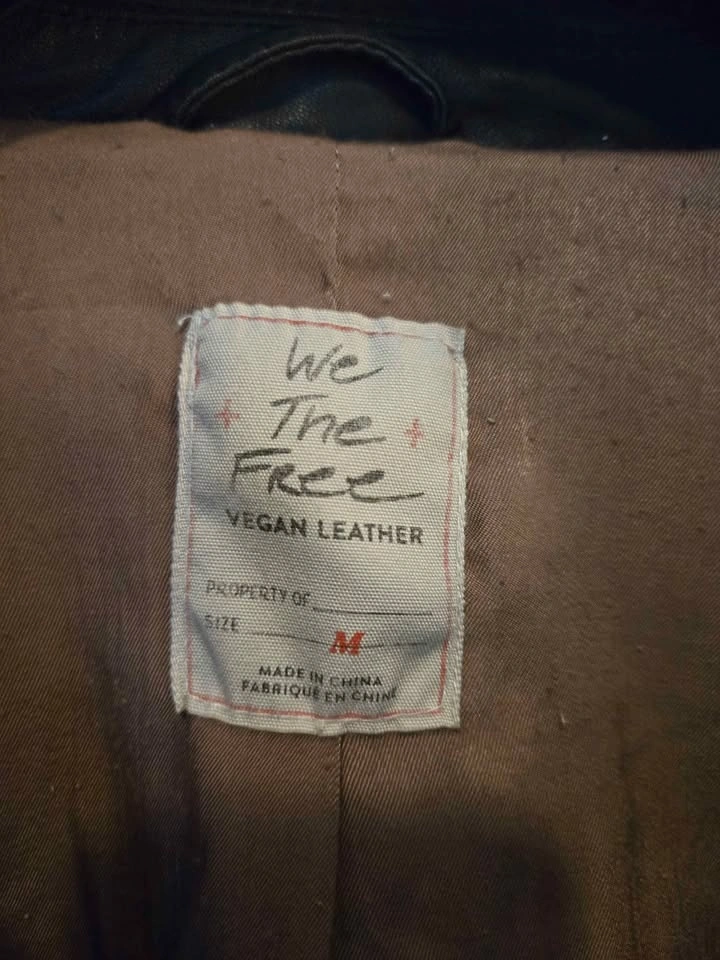 We
The
Free
VEGAN LEATHER
PROPERTY OF
SIZE M
MADE IN CHINA
FABRIQUÉ EN CHINE